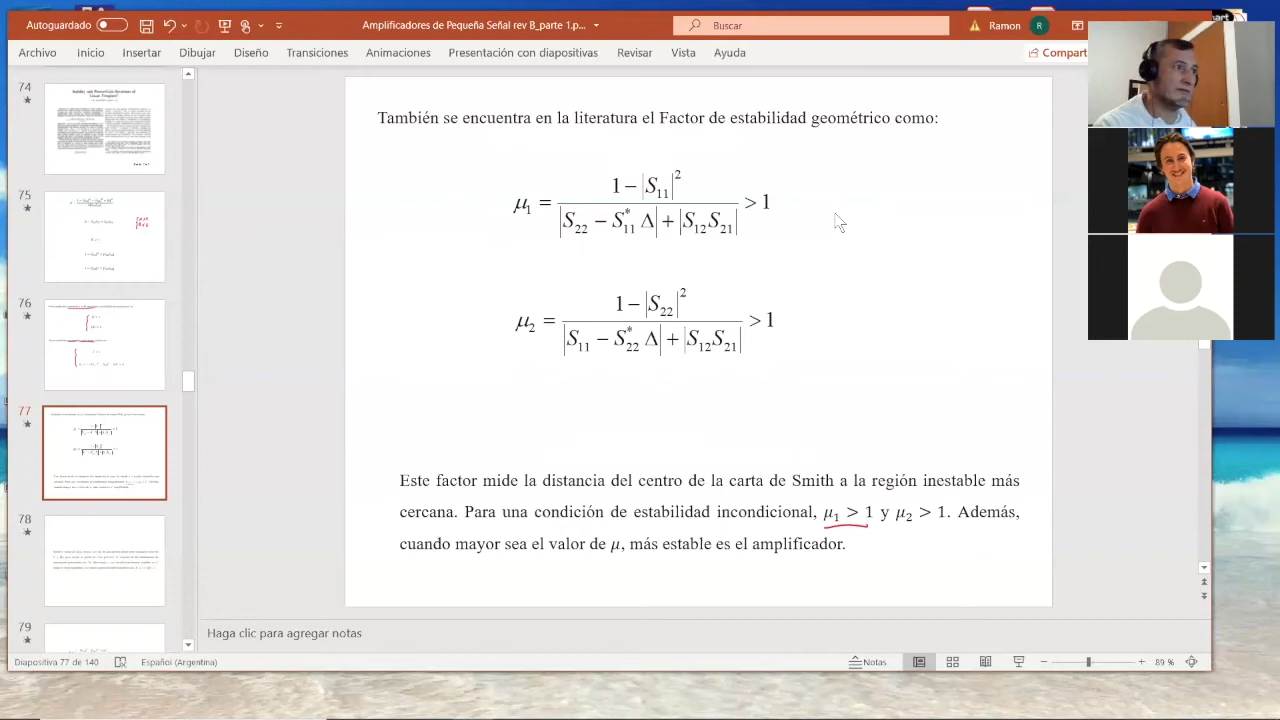 Autoguardado
Amplificadores de Pequeña Señal rev B_parte 1.p...
Buscar
Ramon
R
Archivo
Inicio
Insertar
Dibujar
Diseño
Transiciones
Animaciones
Presentación con diapositivas
Revisar
Vista
Ayuda
Compart
74
75
76
77
78
79
También se encuentra en la literatura el Factor de estabilidad geométrico como:
μ₁ = (1 − |S₁₁|²) / (|S₂₂ − S₁₁* Δ| + |S₁₂S₂₁|) > 1
μ₂ = (1 − |S₂₂|²) / (|S₁₁ − S₂₂* Δ| + |S₁₂S₂₁|) > 1
Este factor mide la distancia del centro de la carta de Smith a la región inestable más
cercana. Para una condición de estabilidad incondicional, μ₁ > 1 y μ₂ > 1. Además,
cuando mayor sea el valor de μ, más estable es el amplificador.
Haga clic para agregar notas
Diapositiva 77 de 140
Español (Argentina)
Notas
89 %